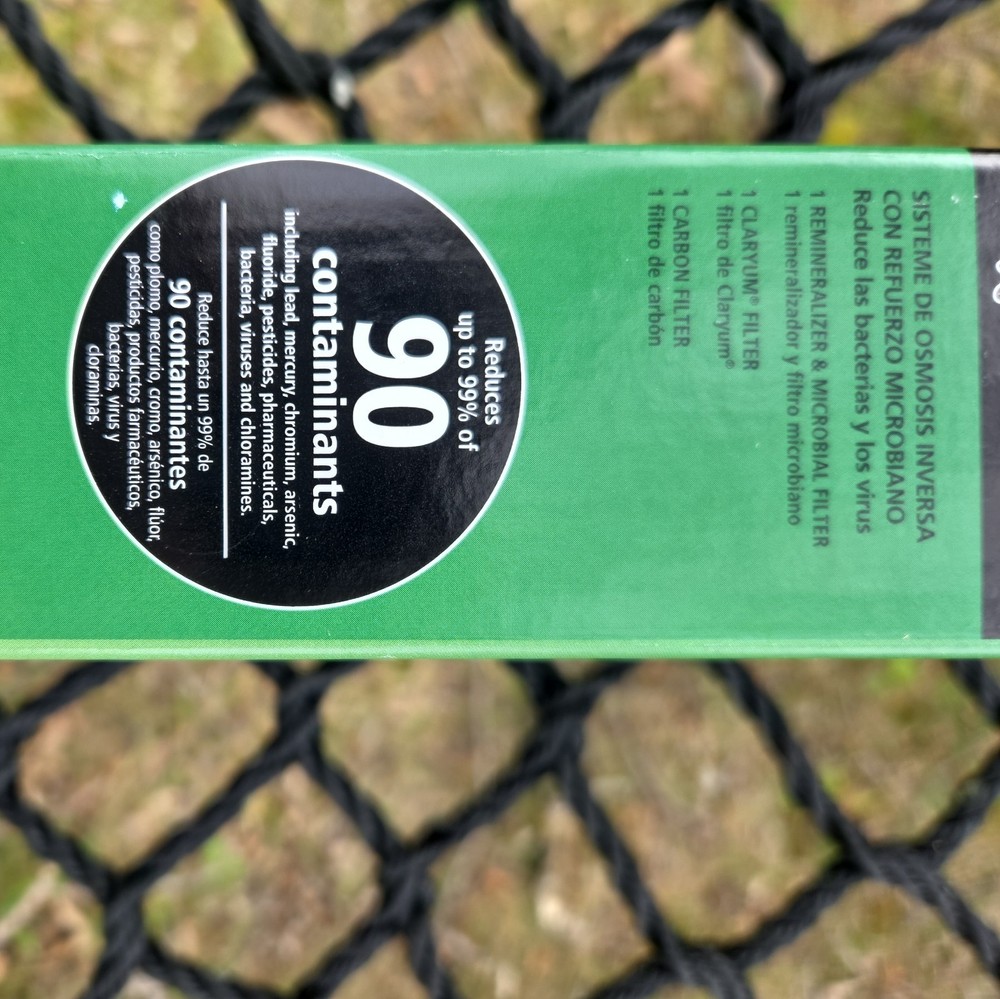 SISTEME DE OSMOSIS INVERSA
CON REFUERZO MICROBIANO
Reduce las bacterias y los virus
1 REMINERALIZER & MICROBIAL FILTER
1 remineralizador y filtro microbiano
1 CLARYUM® FILTER
1 filtro de Claryum®
1 CARBON FILTER
1 filtro de carbón
Reduces
up to 99% of
90
contaminants
including lead, mercury, chromium, arsenic,
fluoride, pesticides, pharmaceuticals,
bacteria, viruses and chloramines.
Reduce hasta un 99% de
90 contaminantes
como plomo, mercurio, cromo, arsénico, flúor,
pesticidas, productos farmacéuticos,
bacterias, virus y
cloraminas.